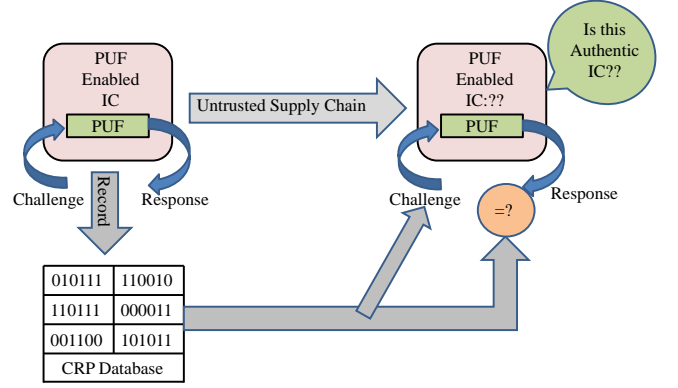 PUF
Enabled
IC
PUF
Challenge
Response
Record
Untrusted Supply Chain
PUF
Enabled
IC:??
PUF
Challenge
Response
Is this
Authentic
IC??
=?
010111 110010
110111 000011
001100 101011
CRP Database